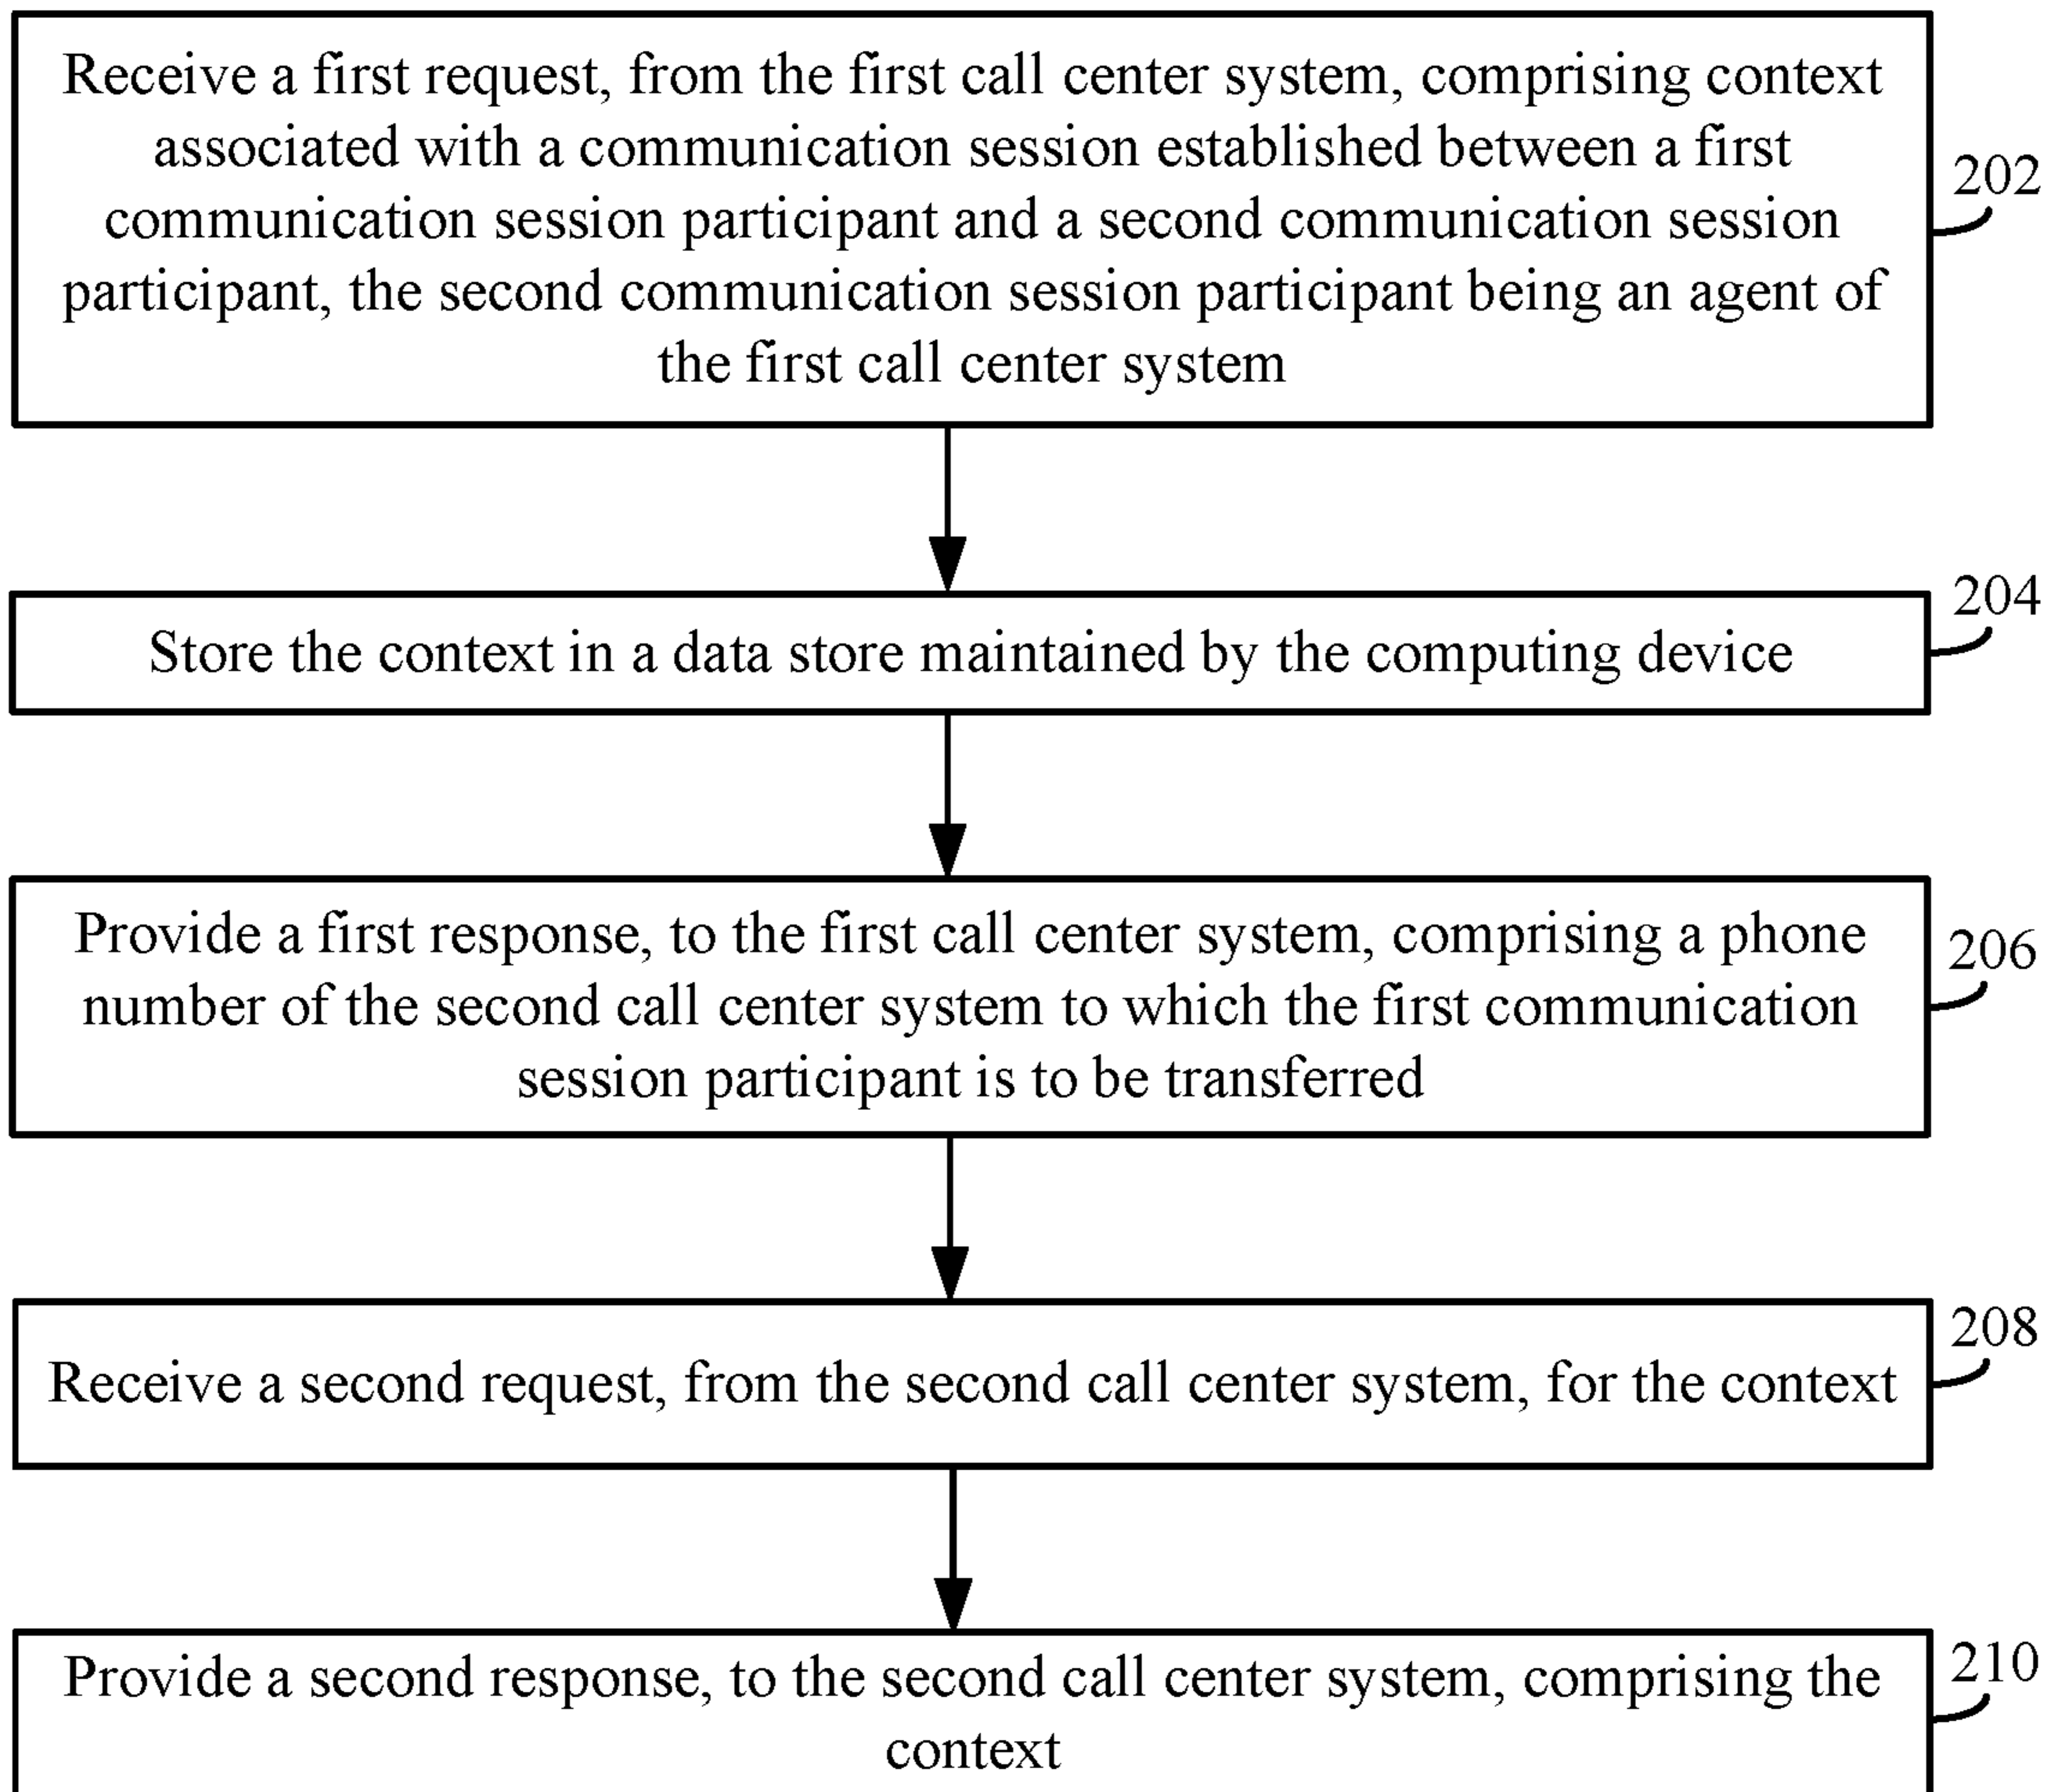 Receive a first request, from the first call center system, comprising context
associated with a communication session established between a first
communication session participant and a second communication session
participant, the second communication session participant being an agent of
the first call center system
202
Store the context in a data store maintained by the computing device
204
Provide a first response, to the first call center system, comprising a phone
number of the second call center system to which the first communication
session participant is to be transferred
206
Receive a second request, from the second call center system, for the context
208
Provide a second response, to the second call center system, comprising the
context
210